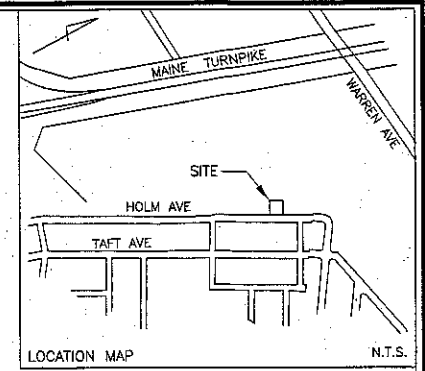 MAINE TURNPIKE
WARREN AVE
SITE
HOLM AVE
TAFT AVE
LOCATION MAP
N.T.S.